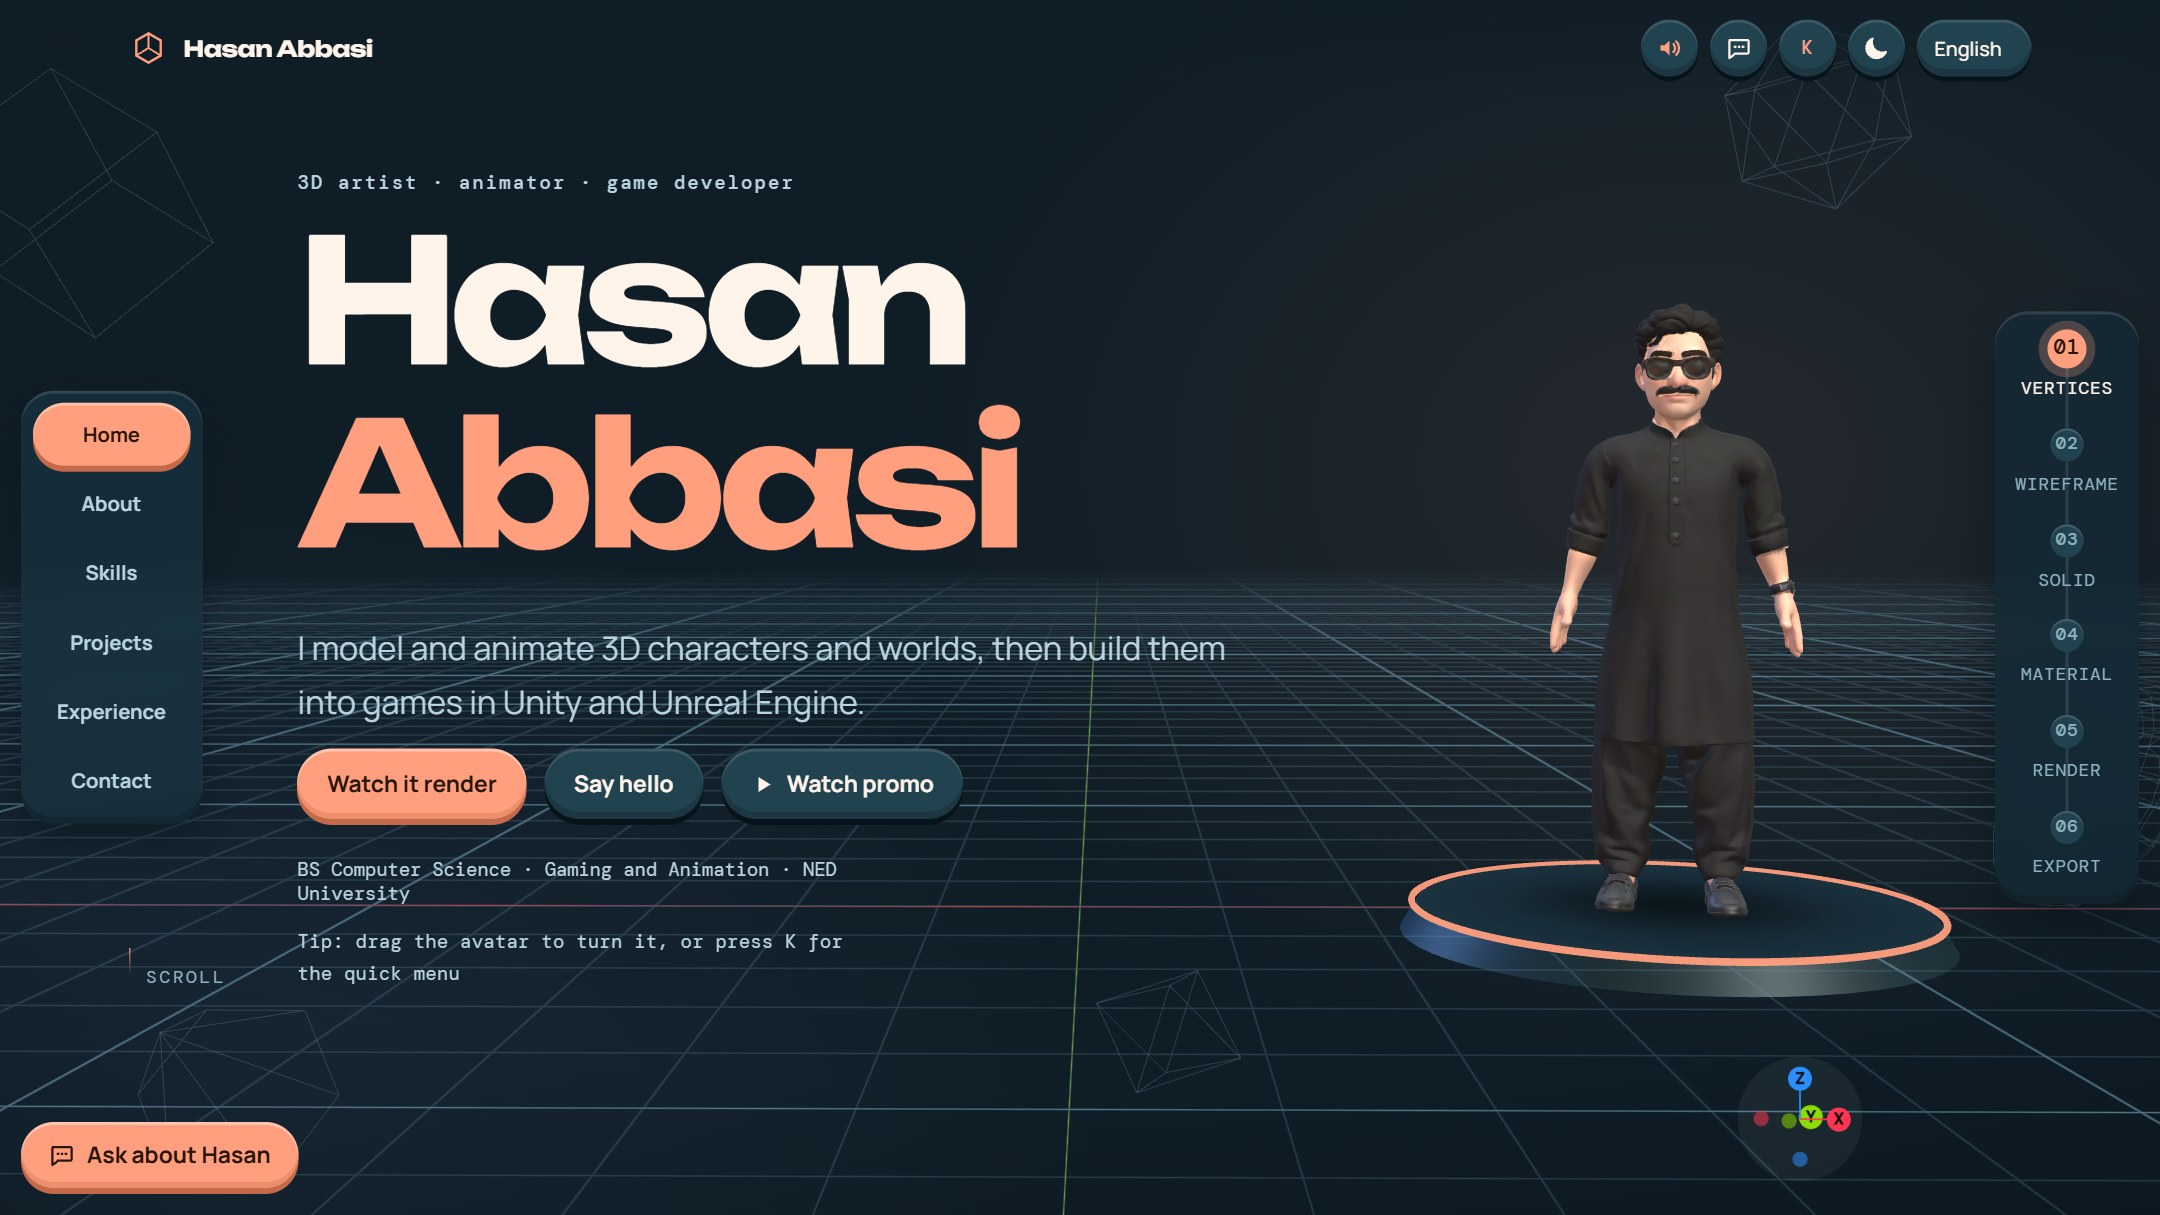 Hasan Abbasi
K
English
3D artist · animator · game developer
Hasan
Abbasi
Home
About
Skills
Projects
Experience
Contact
I model and animate 3D characters and worlds, then build them
into games in Unity and Unreal Engine.
Watch it render
Say hello
Watch promo
BS Computer Science · Gaming and Animation · NED
University
Tip: drag the avatar to turn it, or press K for
the quick menu
SCROLL
Ask about Hasan
01
VERTICES
02
WIREFRAME
03
SOLID
04
MATERIAL
05
RENDER
06
EXPORT
Z
Y
X